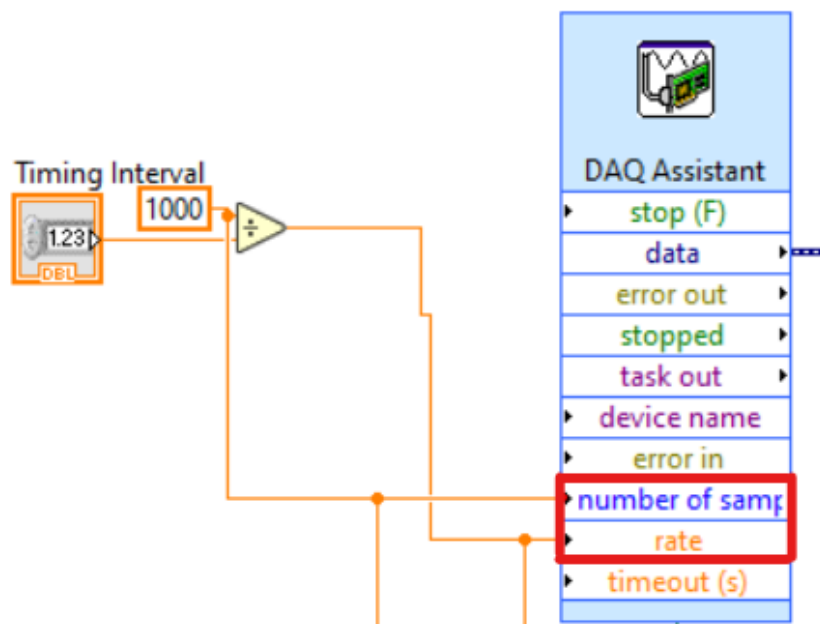 Timing Interval
1000
1.23
DBL
÷
DAQ Assistant
stop (F)
data
error out
stopped
task out
device name
error in
number of samp
rate
timeout (s)